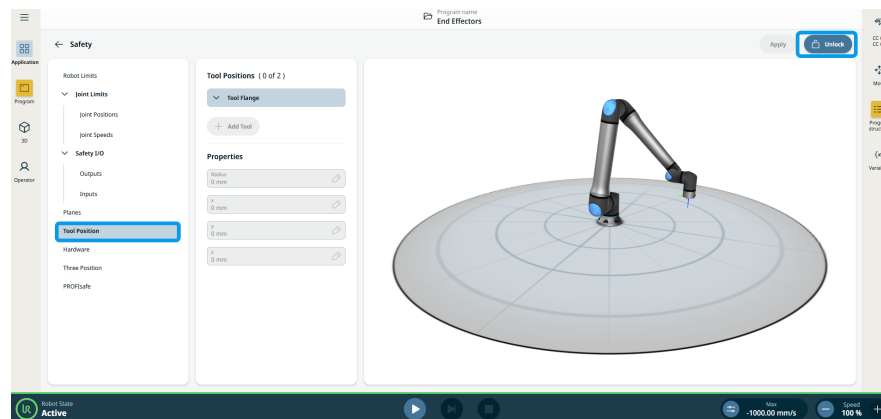 Program name
End Effectors
Safety
Apply
Unlock
Application
Program
3D
Operator
Robot Limits
Joint Limits
Joint Positions
Joint Speeds
Safety I/O
Outputs
Inputs
Planes
Tool Position
Hardware
Three Position
PROFIsafe
Tool Positions ( 0 of 2 )
Tool Flange
Add Tool
Properties
Radius
0 mm
X
0 mm
Y
0 mm
Z
0 mm
Robot State
Active
Max
-1000.00 mm/s
Speed
100 %